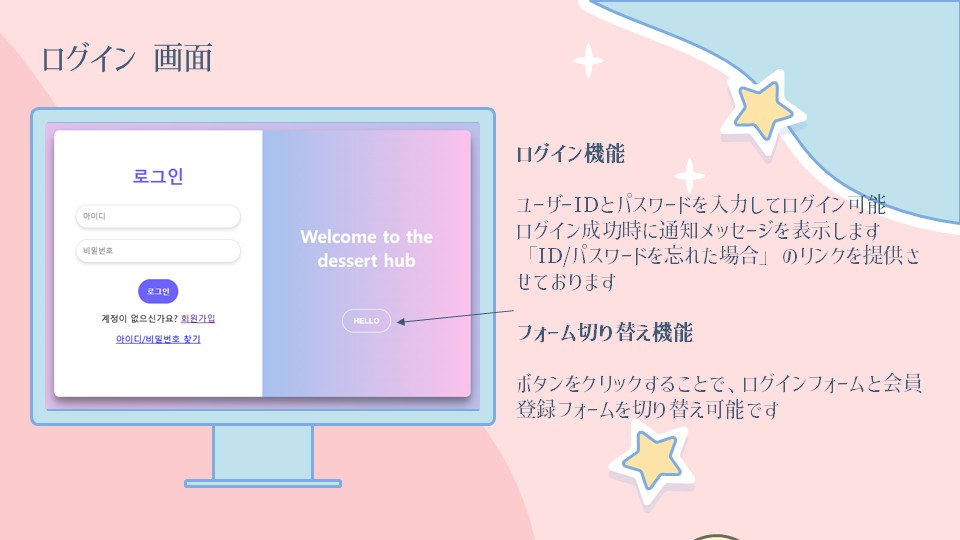 ログイン 画面
로그인
아이디
비밀번호
로그인
계정이 없으신가요? 회원가입
아이디/비밀번호 찾기
Welcome to the
dessert hub
HELLO
ログイン機能
ユーザーIDとパスワードを入力してログイン可能
ログイン成功時に通知メッセージを表示します
「ID/パスワードを忘れた場合」のリンクを提供さ
せております
フォーム切り替え機能
ボタンをクリックすることで、ログインフォームと会員
登録フォームを切り替え可能です